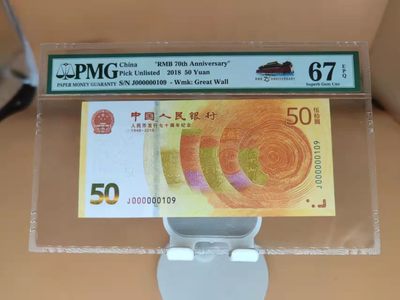 PMG
PAPER MONEY GUARANTY
China "RMB 70th Anniversary"
Pick Unlisted 2018 50 Yuan
S/N J000000109 - Wmk: Great Wall
67 EPQ
Superb Gem Unc
中国人民银行
人民币发行七十周年纪念
1948-2018
50
伍拾圆
J000000109
50
J000000109